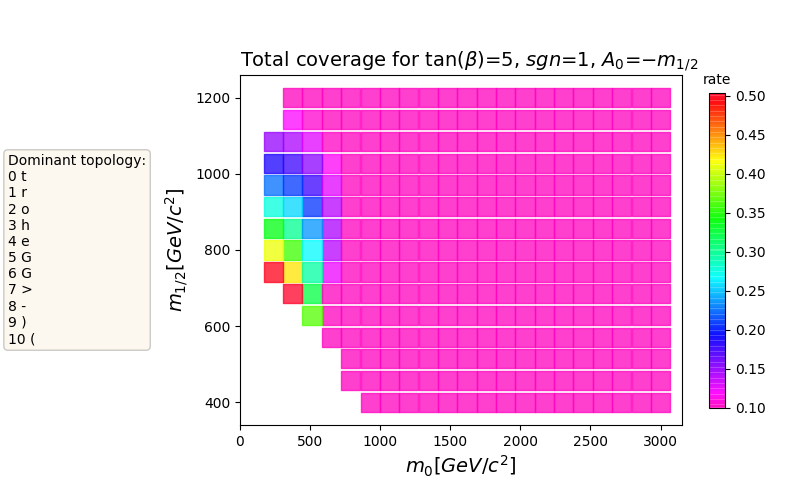 Total coverage for tan(β)=5, sgn=1, A₀=−m₁/₂
rate
Dominant topology:
0 t
1 r
2 o
3 h
4 e
5 G
6 G
7 >
8 -
9 )
10 (
m₁/₂[GeV/c²]
1200
1000
800
600
400
0 500 1000 1500 2000 2500 3000
m₀[GeV/c²]
0.50
0.45
0.40
0.35
0.30
0.25
0.20
0.15
0.10